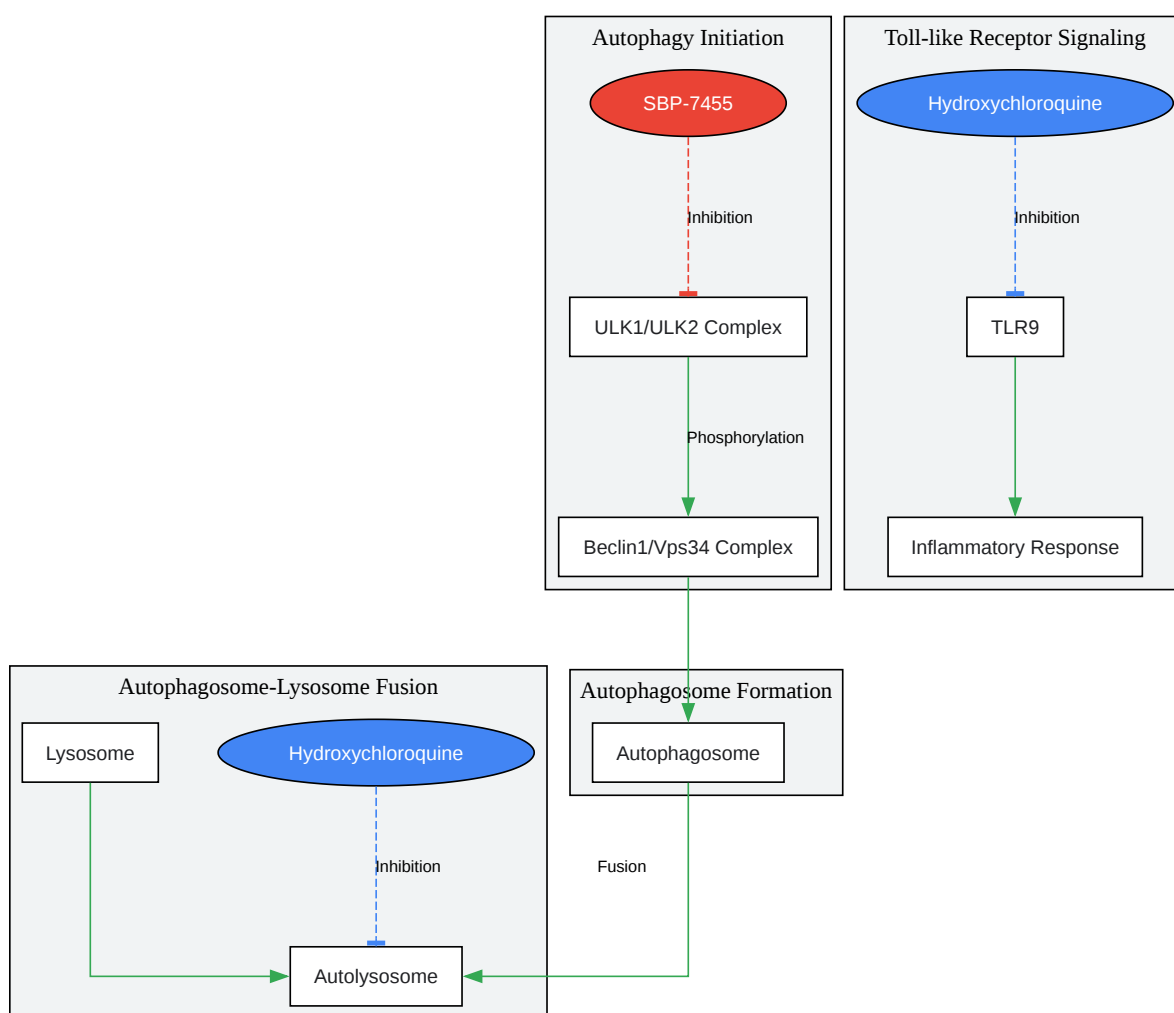 Autophagy Initiation
SBP-7455
Inhibition
ULK1/ULK2 Complex
Phosphorylation
Beclin1/Vps34 Complex
Toll-like Receptor Signaling
Hydroxychloroquine
Inhibition
TLR9
Inflammatory Response
Autophagosome-Lysosome Fusion
Lysosome
Hydroxychloroquine
Inhibition
Autolysosome
Autophagosome Formation
Autophagosome
Fusion